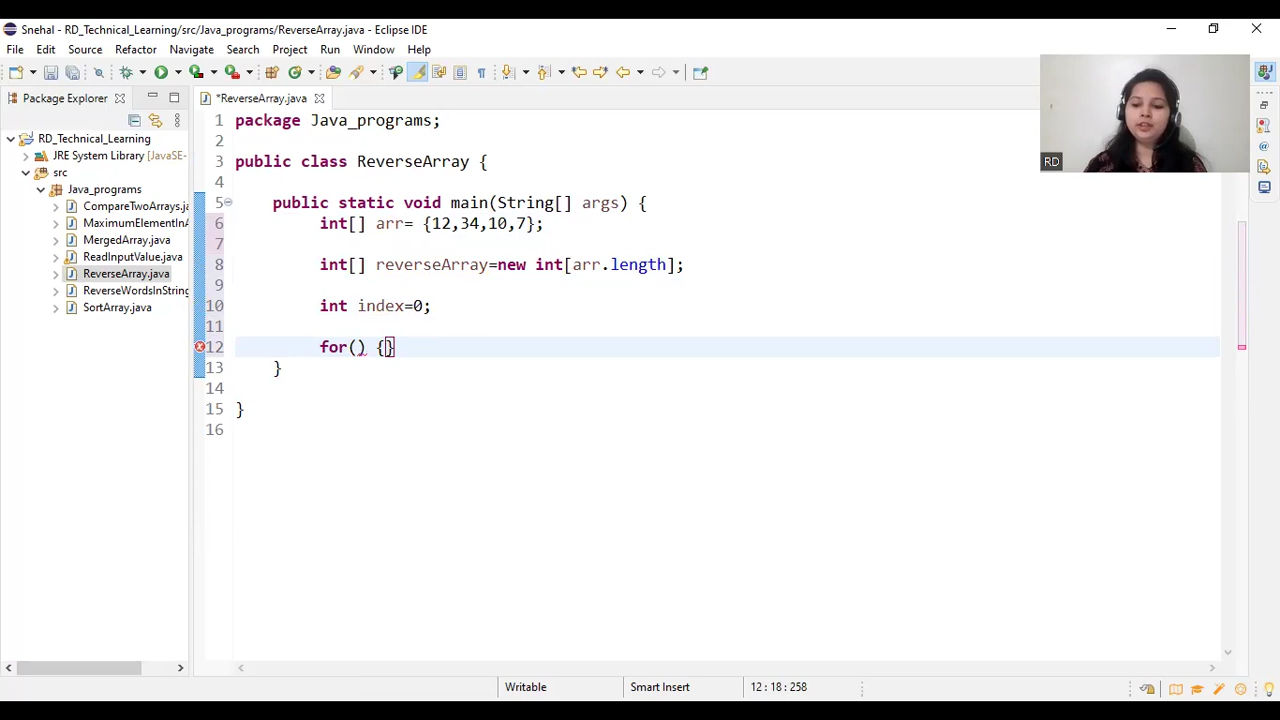 Snehal - RD_Technical_Learning/src/Java_programs/ReverseArray.java - Eclipse IDE
File Edit Source Refactor Navigate Search Project Run Window Help
Package Explorer
*ReverseArray.java
RD_Technical_Learning
JRE System Library [JavaSE-
src
Java_programs
CompareTwoArrays.ja
MaximumElementInA
MergedArray.java
ReadInputValue.java
ReverseArray.java
ReverseWordsInString
SortArray.java
1 package Java_programs;
2
3 public class ReverseArray {
4
5 public static void main(String[] args) {
6 int[] arr= {12,34,10,7};
7
8 int[] reverseArray=new int[arr.length];
9
10 int index=0;
11
12 for() {}
13 }
14
15 }
16
RD
Writable Smart Insert 12 : 18 : 258